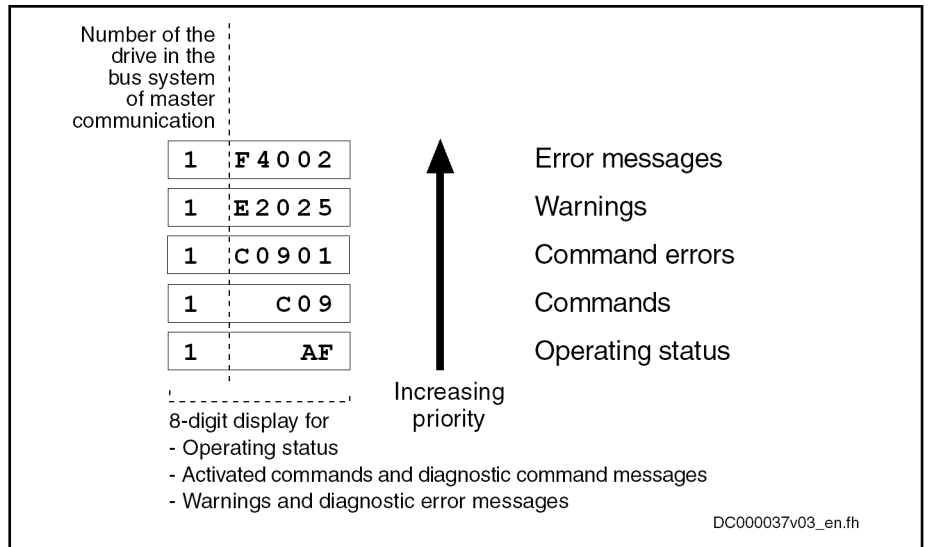 Number of the
drive in the
bus system
of master
communication
1 F4002 Error messages
1 E2025 Warnings
1 C0901 Command errors
1 C09 Commands
1 AF Operating status
Increasing
priority
8-digit display for
- Operating status
- Activated commands and diagnostic command messages
- Warnings and diagnostic error messages
DC000037v03_en.fh